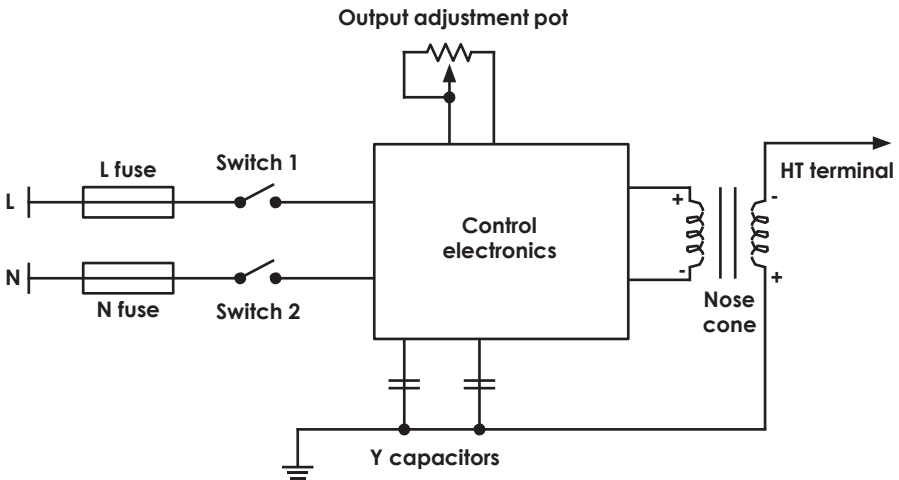 Output adjustment pot
L fuse
Switch 1
HT terminal
L
Control
electronics
+
-
-
+
N
N fuse
Switch 2
Nose
cone
Y capacitors